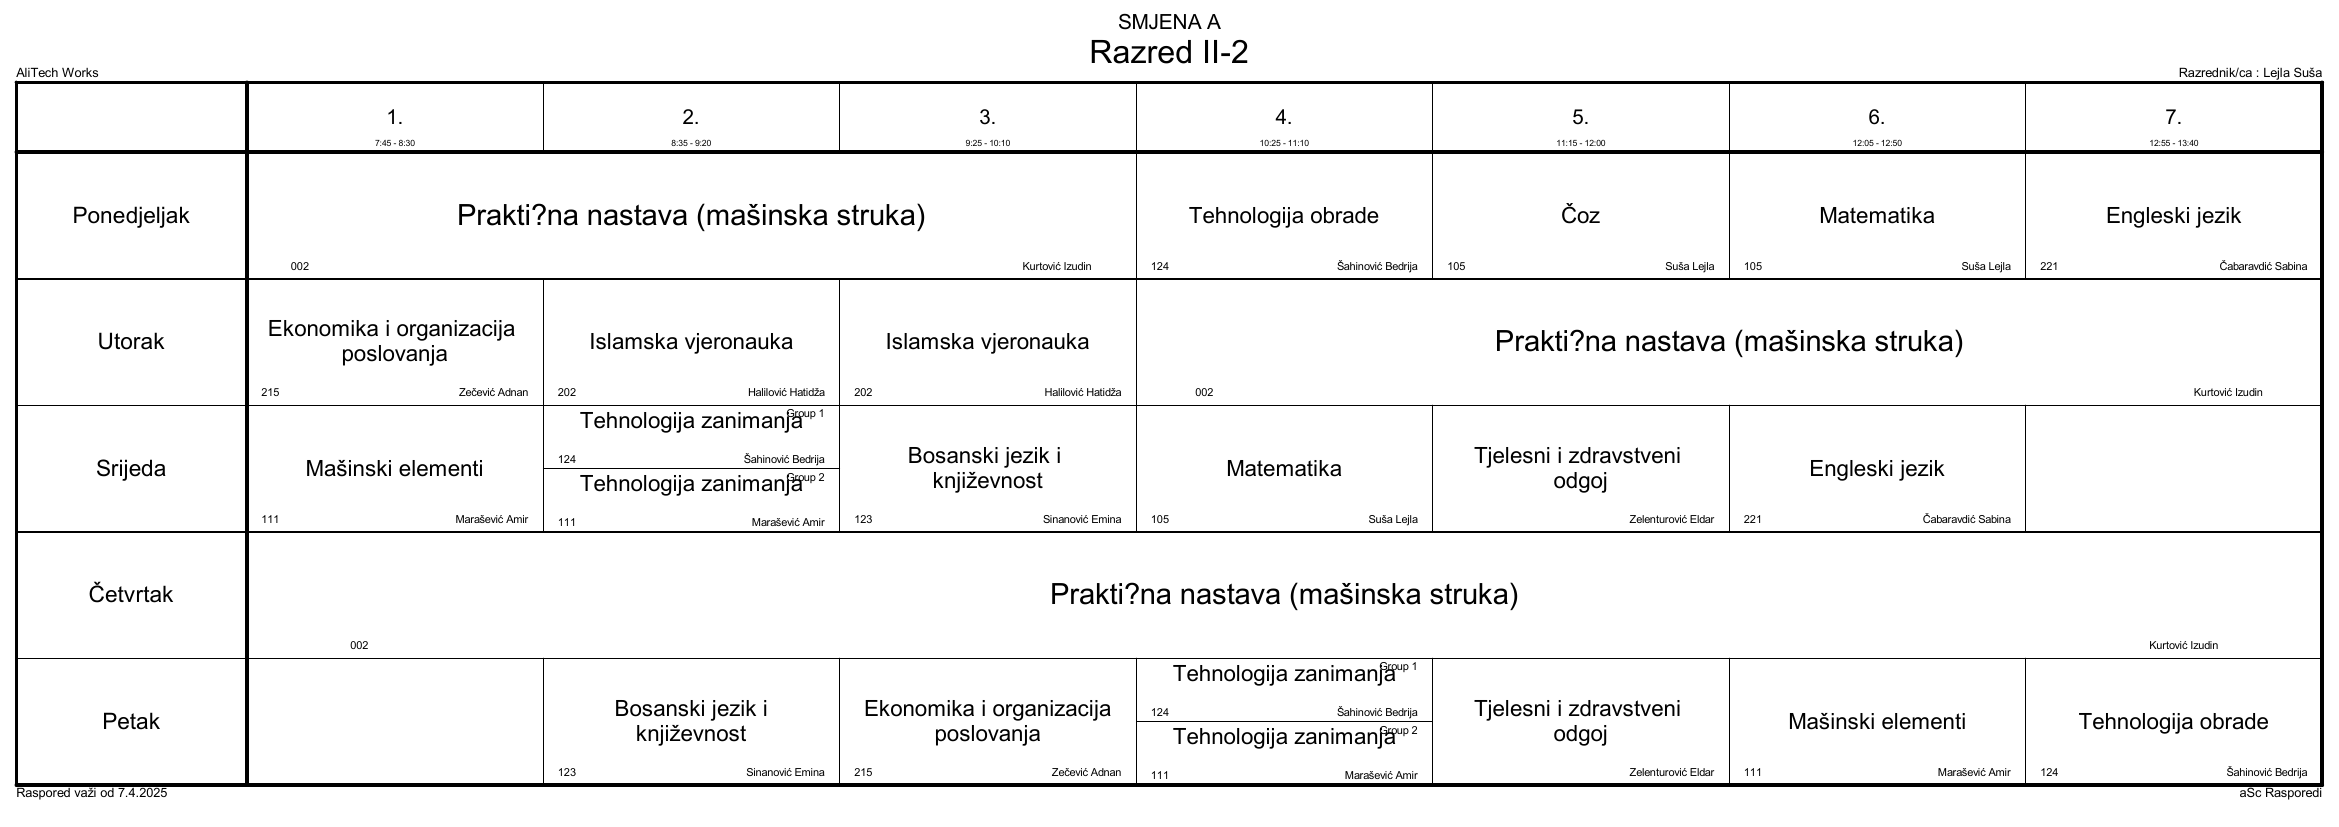 SMJENA A
Razred II-2
AliTech Works
Razrednik/ca : Lejla Suša
1.
7:45 - 8:30
2.
8:35 - 9:20
3.
9:25 - 10:10
4.
10:25 - 11:10
5.
11:15 - 12:00
6.
12:05 - 12:50
7.
12:55 - 13:40
Ponedjeljak
Prakti?na nastava (mašinska struka)
002
Kurtović Izudin
Tehnologija obrade
124
Šahinović Bedrija
Čoz
105
Suša Lejla
Matematika
105
Suša Lejla
Engleski jezik
221
Čabaravdić Sabina
Utorak
Ekonomika i organizacija
poslovanja
215
Zečević Adnan
Islamska vjeronauka
202
Halilović Hatidža
Islamska vjeronauka
202
Halilović Hatidža
Prakti?na nastava (mašinska struka)
002
Kurtović Izudin
Srijeda
Mašinski elementi
111
Marašević Amir
Group 1
Tehnologija zanimanja
124
Šahinović Bedrija
Group 2
Tehnologija zanimanja
111
Marašević Amir
Bosanski jezik i
književnost
123
Sinanović Emina
Matematika
105
Suša Lejla
Tjelesni i zdravstveni
odgoj
Zelenturović Eldar
Engleski jezik
221
Čabaravdić Sabina
Četvrtak
Prakti?na nastava (mašinska struka)
002
Kurtović Izudin
Petak
Bosanski jezik i
književnost
123
Sinanović Emina
Ekonomika i organizacija
poslovanja
215
Zečević Adnan
Group 1
Tehnologija zanimanja
124
Šahinović Bedrija
Group 2
Tehnologija zanimanja
111
Marašević Amir
Tjelesni i zdravstveni
odgoj
Zelenturović Eldar
Mašinski elementi
111
Marašević Amir
Tehnologija obrade
124
Šahinović Bedrija
Raspored važi od 7.4.2025
aSc Rasporedi